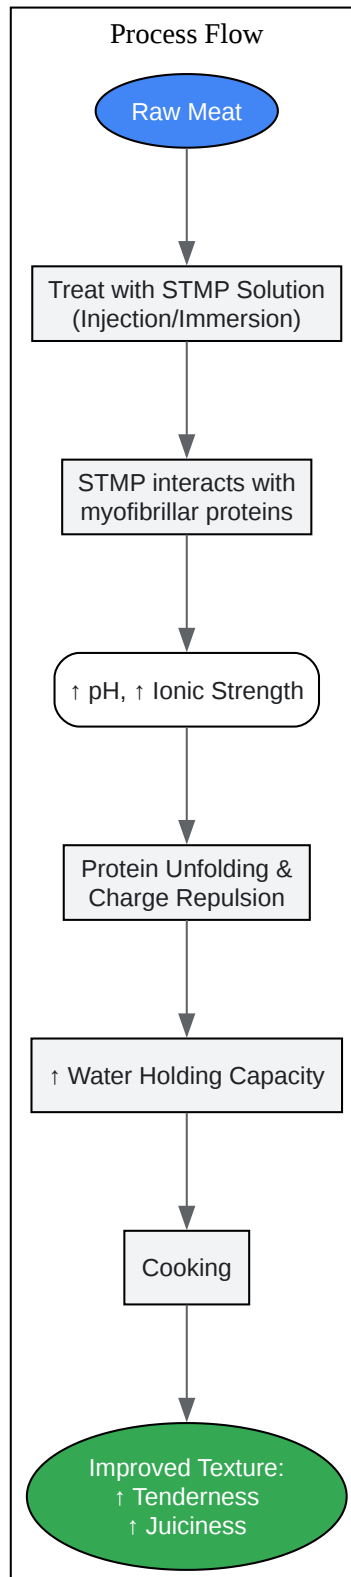 Process Flow
Raw Meat
Treat with STMP Solution
(Injection/Immersion)
STMP interacts with
myofibrillar proteins
↑ pH, ↑ Ionic Strength
Protein Unfolding &
Charge Repulsion
↑ Water Holding Capacity
Cooking
Improved Texture:
↑ Tenderness
↑ Juiciness